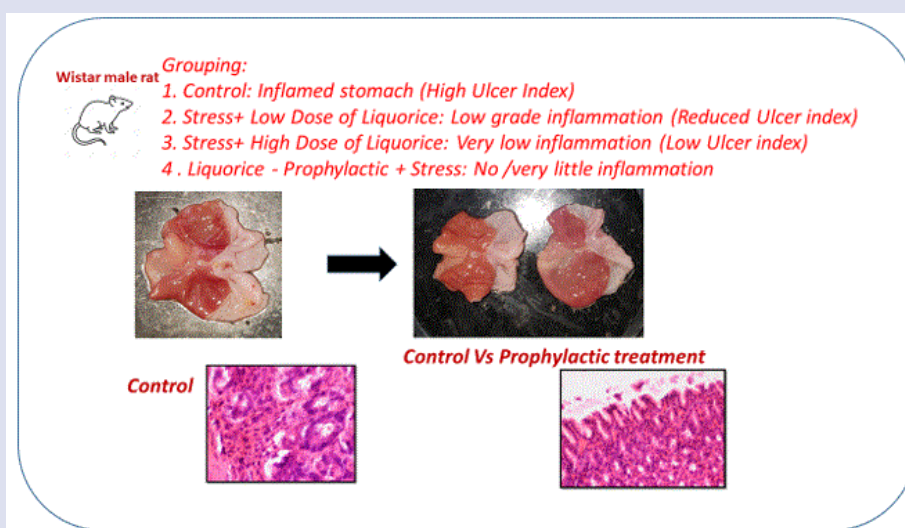 Wistar male rat
Grouping:
1. Control: Inflamed stomach (High Ulcer Index)
2. Stress+ Low Dose of Liquorice: Low grade inflammation (Reduced Ulcer index)
3. Stress+ High Dose of Liquorice: Very low inflammation (Low Ulcer index)
4 . Liquorice - Prophylactic + Stress: No /very little inflammation
Control Vs Prophylactic treatment
Control